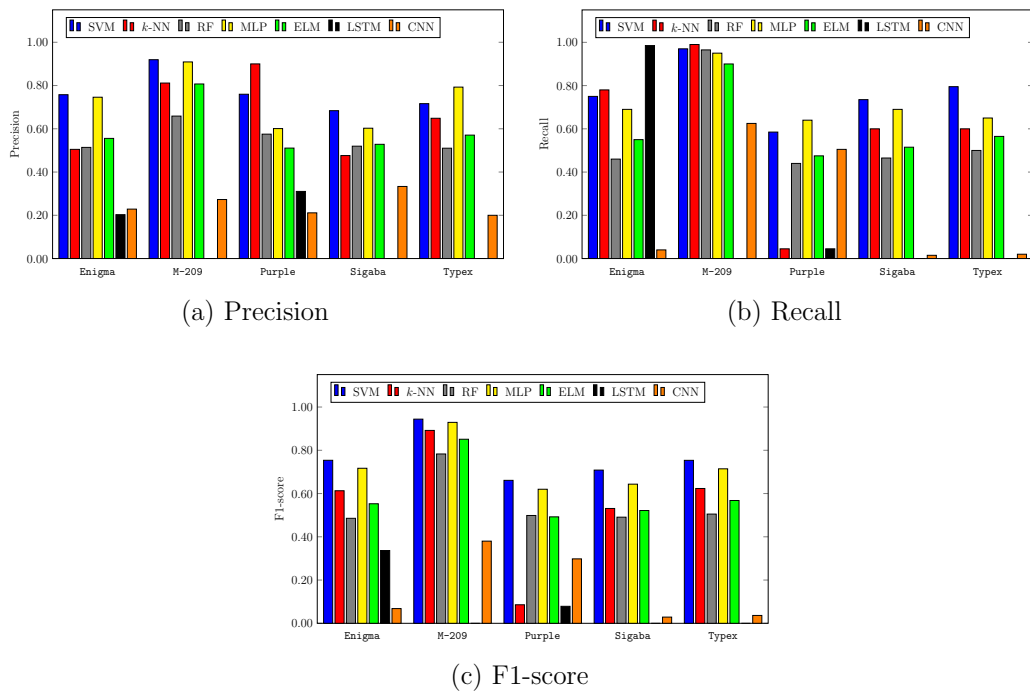 SVM k-NN RF MLP ELM LSTM CNN
1.00
0.80
0.60
0.40
0.20
0.00
Precision
Enigma M-209 Purple Sigaba Typex
(a) Precision
SVM k-NN RF MLP ELM LSTM CNN
1.00
0.80
0.60
0.40
0.20
0.00
Recall
Enigma M-209 Purple Sigaba Typex
(b) Recall
SVM k-NN RF MLP ELM LSTM CNN
1.00
0.80
0.60
0.40
0.20
0.00
F1-score
Enigma M-209 Purple Sigaba Typex
(c) F1-score